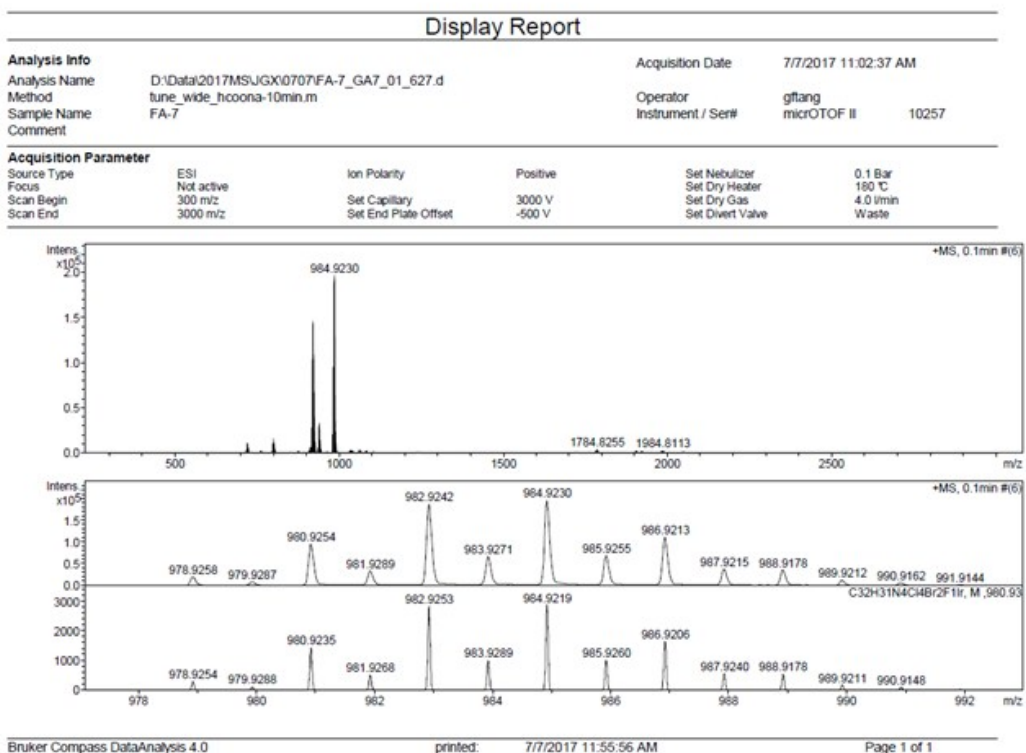 Display Report
Analysis Info
Acquisition Date 7/7/2017 11:02:37 AM
Analysis Name D:\Data\2017MS\JGX\0707\FA-7_GA7_01_627.d
Method tune_wide_hcoona-10min.m
Operator gftang
Sample Name FA-7
Instrument / Ser# micrOTOF II 10257
Comment
Acquisition Parameter
Source Type ESI Ion Polarity Positive Set Nebulizer 0.1 Bar
Focus Not active Set Dry Heater 180 ℃
Scan Begin 300 m/z Set Capillary 3000 V Set Dry Gas 4.0 l/min
Scan End 3000 m/z Set End Plate Offset -500 V Set Divert Valve Waste
Intens.
x10⁵
+MS, 0.1min #(6)
984.9230
2.0
1.5
1.0
0.5
0.0
1784.8255 1984.8113
500 1000 1500 2000 2500 m/z
Intens.
x10⁵
+MS, 0.1min #(6)
1.5
1.0
0.5
0.0
978.9258 979.9287 980.9254 981.9289 982.9242 983.9271 984.9230 985.9255 986.9213 987.9215 988.9178 989.9212 990.9162 991.9144
C32H31N4Cl4Br2F1Ir, M ,980.93
3000
2000
1000
0
978.9254 979.9288 980.9235 981.9268 982.9253 983.9289 984.9219 985.9260 986.9206 987.9240 988.9178 989.9211 990.9148
978 980 982 984 986 988 990 992 m/z
Bruker Compass DataAnalysis 4.0 printed: 7/7/2017 11:55:56 AM Page 1 of 1